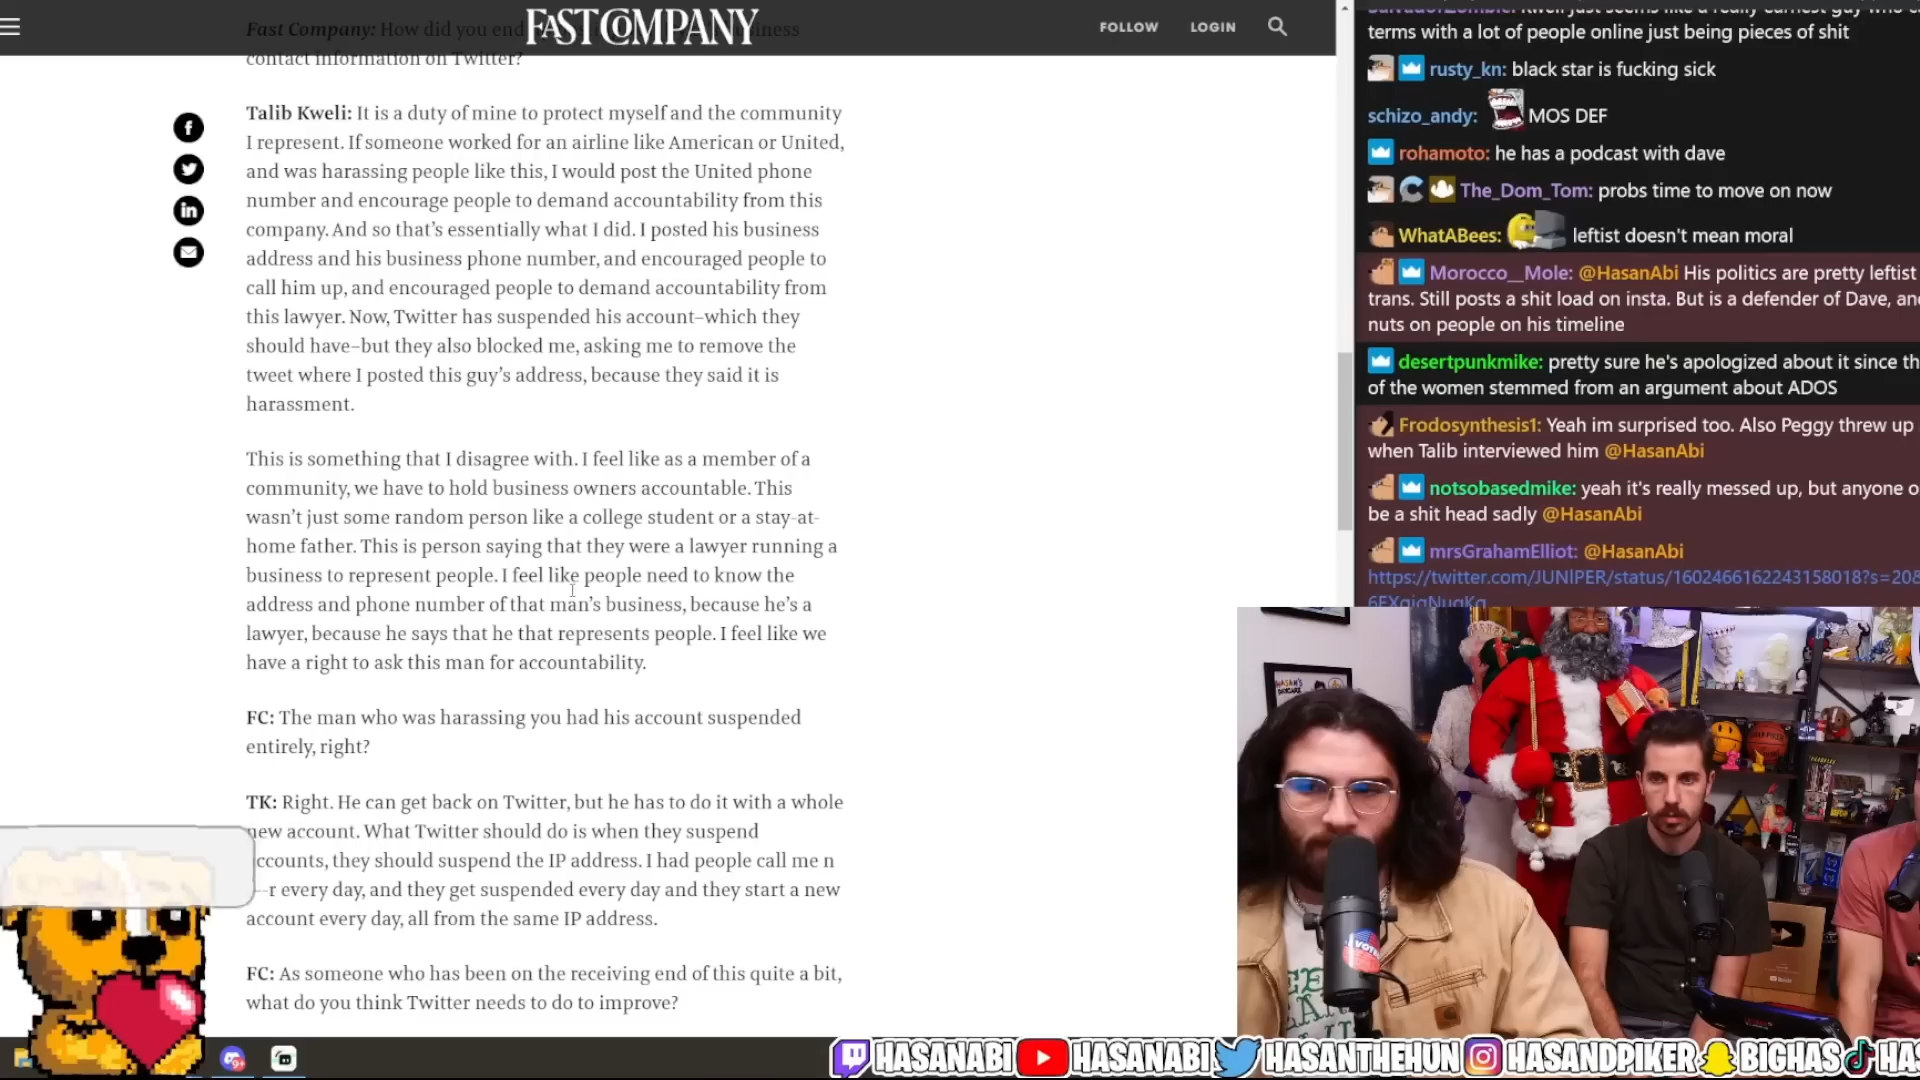 Fast Company: How did you end
FAST COMPANY
FOLLOW
LOGIN
contact information on Twitter?
Talib Kweli: It is a duty of mine to protect myself and the community
I represent. If someone worked for an airline like American or United,
and was harassing people like this, I would post the United phone
number and encourage people to demand accountability from this
company. And so that's essentially what I did. I posted his business
address and his business phone number, and encouraged people to
call him up, and encouraged people to demand accountability from
this lawyer. Now, Twitter has suspended his account–which they
should have–but they also blocked me, asking me to remove the
tweet where I posted this guy's address, because they said it is
harassment.
This is something that I disagree with. I feel like as a member of a
community, we have to hold business owners accountable. This
wasn't just some random person like a college student or a stay-at-
home father. This is person saying that they were a lawyer running a
business to represent people. I feel like people need to know the
address and phone number of that man's business, because he's a
lawyer, because he says that he that represents people. I feel like we
have a right to ask this man for accountability.
FC: The man who was harassing you had his account suspended
entirely, right?
TK: Right. He can get back on Twitter, but he has to do it with a whole
new account. What Twitter should do is when they suspend
accounts, they should suspend the IP address. I had people call me n
--r every day, and they get suspended every day and they start a new
account every day, all from the same IP address.
FC: As someone who has been on the receiving end of this quite a bit,
what do you think Twitter needs to do to improve?
terms with a lot of people online just being pieces of shit
rusty_kn: black star is fucking sick
schizo_andy: MOS DEF
rohamoto: he has a podcast with dave
The_Dom_Tom: probs time to move on now
WhatABees: leftist doesn't mean moral
Morocco__Mole: @HasanAbi His politics are pretty leftist
trans. Still posts a shit load on insta. But is a defender of Dave, an
nuts on people on his timeline
desertpunkmike: pretty sure he's apologized about it since th
of the women stemmed from an argument about ADOS
Frodosynthesis1: Yeah im surprised too. Also Peggy threw up
when Talib interviewed him @HasanAbi
notsobasedmike: yeah it's really messed up, but anyone o
be a shit head sadly @HasanAbi
mrsGrahamElliot: @HasanAbi
https://twitter.com/JUNlPER/status/1602466162243158018?s=20&
HASANABI HASANABI HASANTHEHUN HASANDPIKER BIGHAS HAS